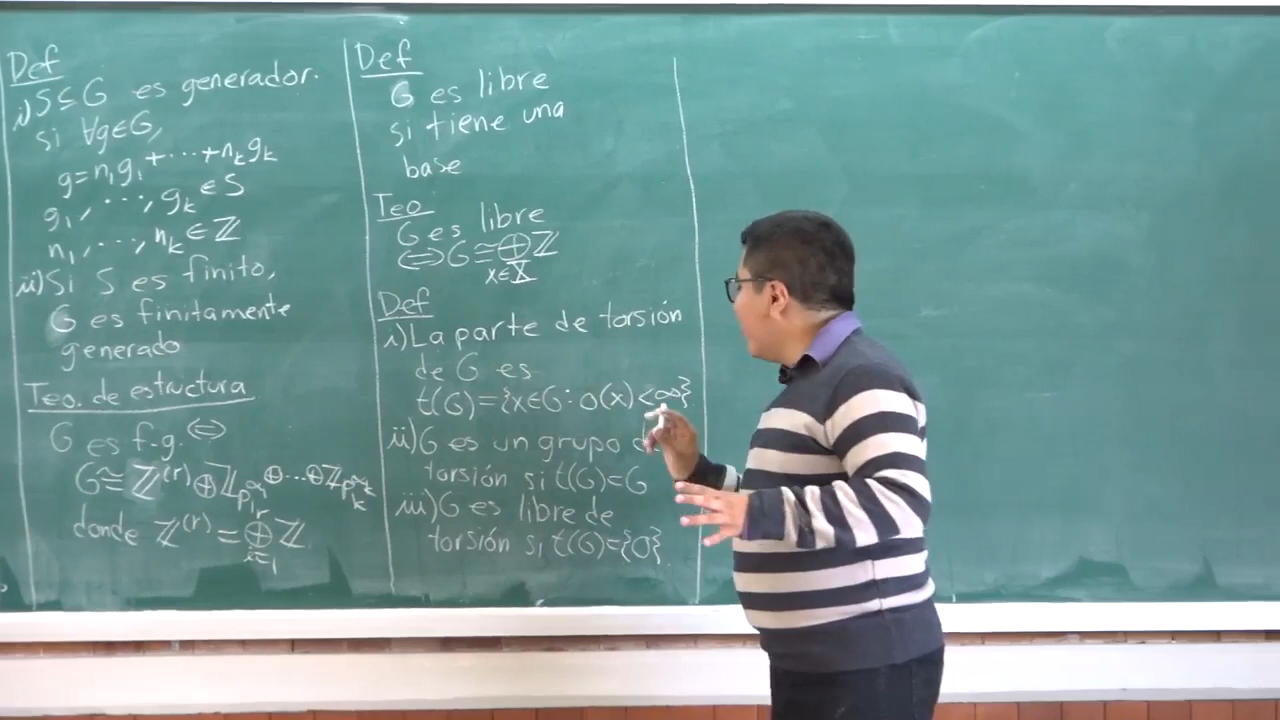 Def
i) S⊆G es generador.
si ∀g∈G,
g=n₁g₁+⋯+nₖgₖ
g₁,⋯,gₖ∈S
n₁,⋯,nₖ∈ℤ
ii) Si S es finito,
G es finitamente
generado
Teo. de estructura
G es f.g. ⇔
G≅ℤ⁽ʳ⁾⊕ℤ_{p₁^{α₁}}⊕⋯⊕ℤ_{pₖ^{αₖ}}
donde ℤ⁽ʳ⁾=⊕_{i=1}^{r}ℤ
Def
G es libre
si tiene una
base
Teo
G es libre
⇔G≅⊕_{x∈X}ℤ
Def
i) La parte de torsión
de G es
t(G)={x∈G:o(x)<∞}
ii) G es un grupo
torsión si t(G)=G
iii) G es libre de
torsión si t(G)={0}